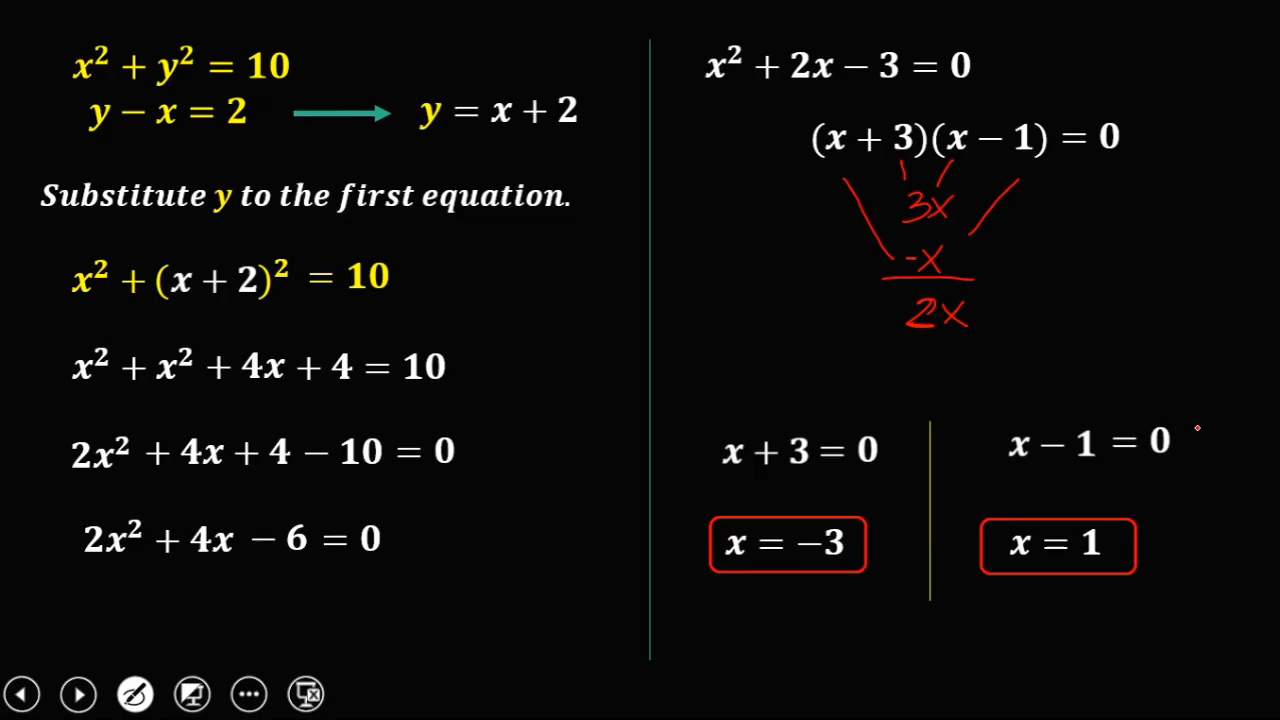 x² + y² = 10
y − x = 2 → y = x + 2
Substitute y to the first equation.
x² + (x + 2)² = 10
x² + x² + 4x + 4 = 10
2x² + 4x + 4 − 10 = 0
2x² + 4x − 6 = 0
x² + 2x − 3 = 0
(x + 3)(x − 1) = 0
3x
-x
2x
x + 3 = 0
x = −3
x − 1 = 0
x = 1